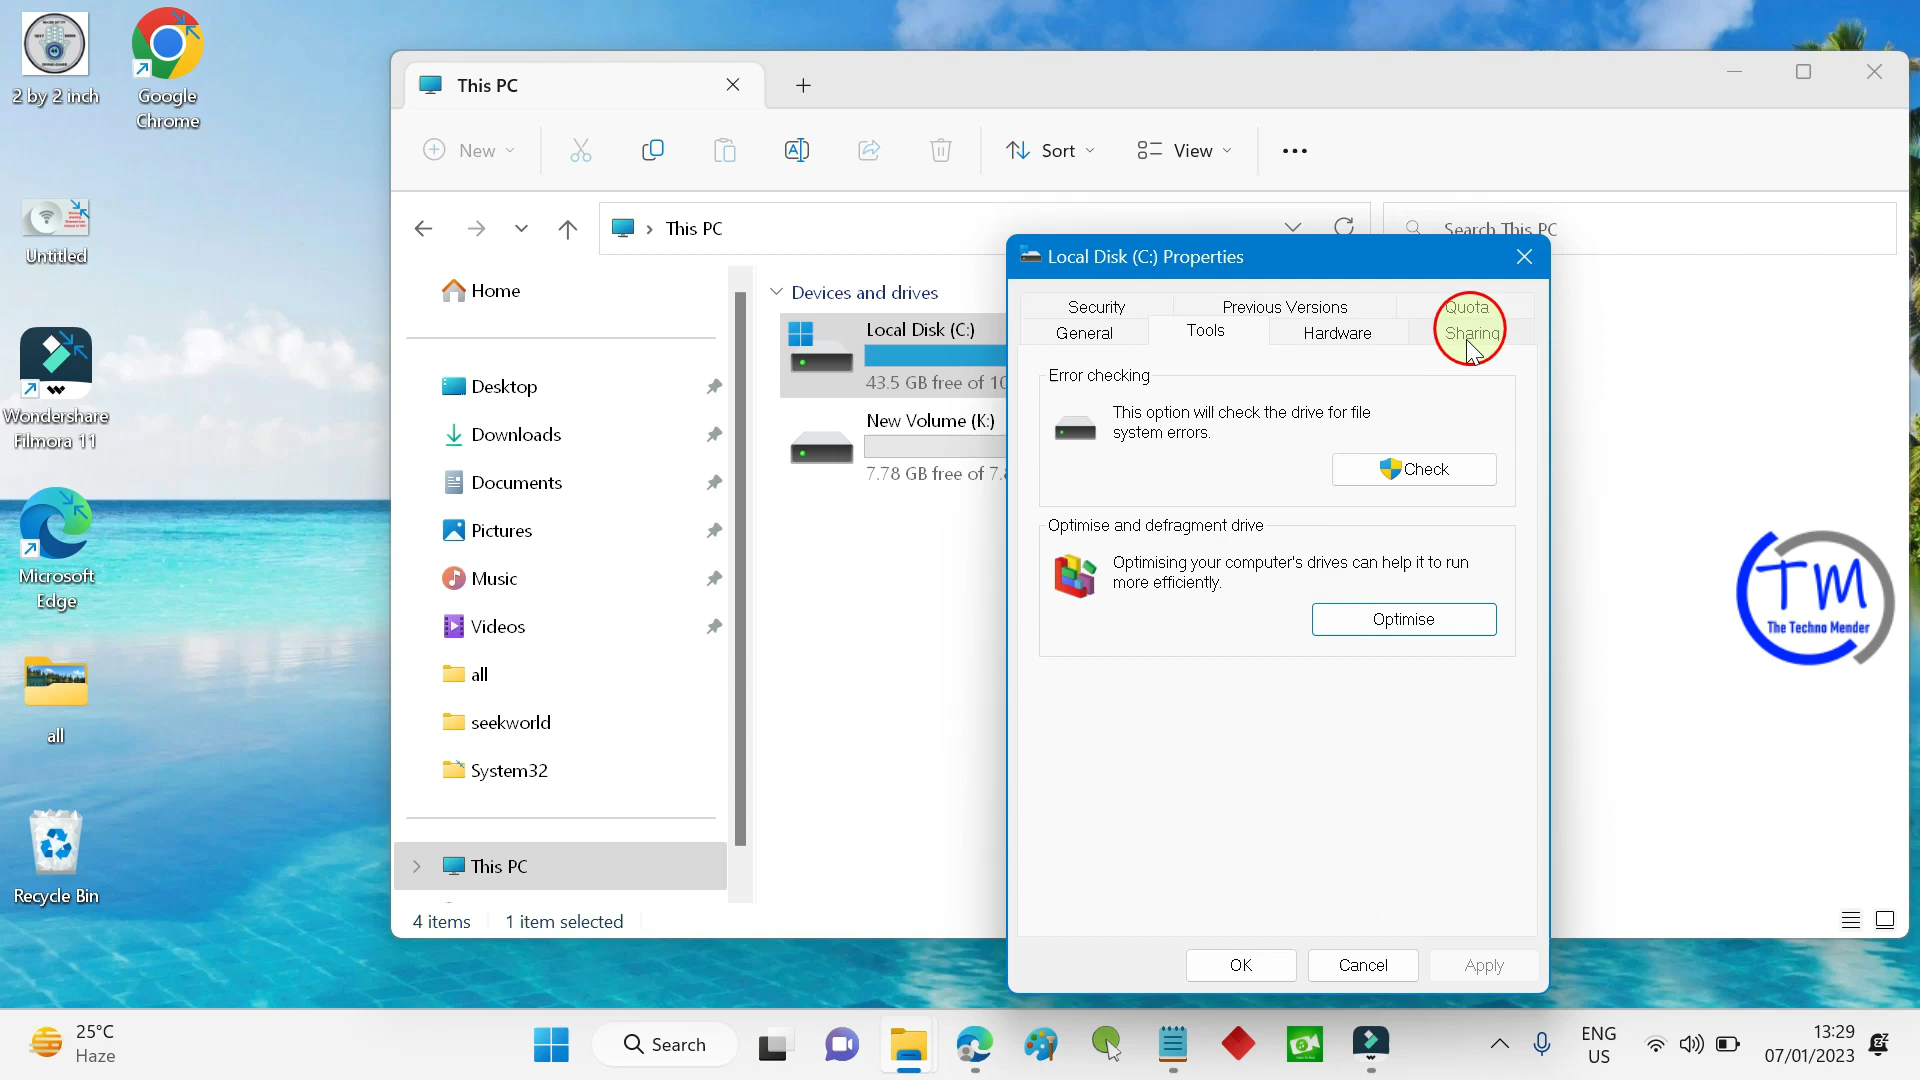 2 by 2 inch
Google
Chrome
Untitled
Wondershare
Filmora 11
Microsoft
Edge
all
Recycle Bin
This PC
New
Sort
View
This PC
Search This PC
Home
Desktop
Downloads
Documents
Pictures
Music
Videos
all
seekworld
System32
This PC
4 items
1 item selected
Devices and drives
Local Disk (C:)
43.5 GB free of 10
New Volume (K:)
7.78 GB free of 7.
Local Disk (C:) Properties
Security
Previous Versions
Quota
General
Tools
Hardware
Sharing
Error checking
This option will check the drive for file
system errors.
Check
Optimise and defragment drive
Optimising your computer's drives can help it to run
more efficiently.
Optimise
OK
Cancel
Apply
TM
The Techno Mender
25°C
Haze
Search
ENG
US
13:29
07/01/2023